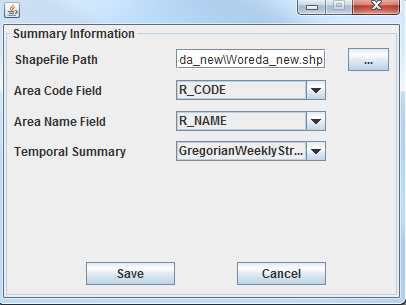 Summary Information
ShapeFile Path da_new\Woreda_new.shp ...
Area Code Field R_CODE
Area Name Field R_NAME
Temporal Summary GregorianWeeklyStr...
Save Cancel